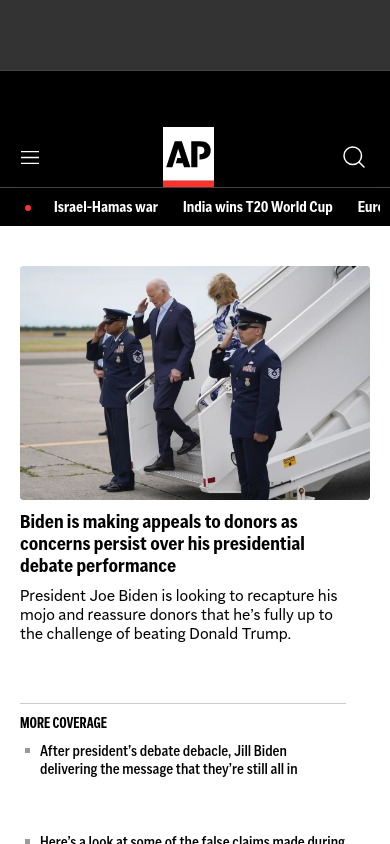 AP
Israel-Hamas war India wins T20 World Cup
Biden is making appeals to donors as
concerns persist over his presidential
debate performance
President Joe Biden is looking to recapture his
mojo and reassure donors that he's fully up to
the challenge of beating Donald Trump.
MORE COVERAGE
After president's debate debacle, Jill Biden
delivering the message that they're still all in
Here's a look at some of the false claims made during